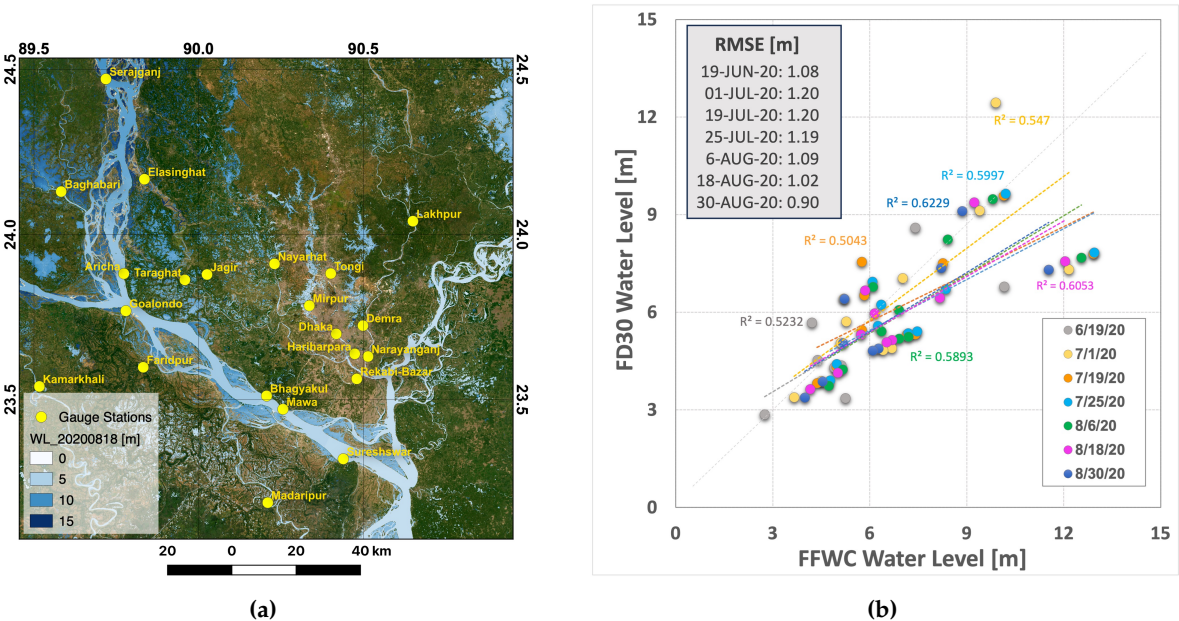 89.5 90.0 90.5
24.5 24.5
Serajganj
Elasinghat
Baghabari
Lakhpur
24.0 24.0
Nayarhat
Aricha Taraghat Jagir Tongi
Goalondo Mirpur
Demra
Dhaka
Hariharpara Narayanganj
Faridpur
Rekabi-Bazar
Kamarkhali
Bhagyakul
23.5 23.5
Mawa
Gauge Stations
WL_20200818 [m]
0
5
10
15
Sureshswar
Madaripur
20 0 20 40 km
(a)
15
12
9
6
3
0
FD30 Water Level [m]
RMSE [m]
19-JUN-20: 1.08
01-JUL-20: 1.20
19-JUL-20: 1.20
25-JUL-20: 1.19
6-AUG-20: 1.09
18-AUG-20: 1.02
30-AUG-20: 0.90
R² = 0.547
R² = 0.5997
R² = 0.6229
R² = 0.5043
R² = 0.6053
R² = 0.5232
R² = 0.5893
6/19/20
7/1/20
7/19/20
7/25/20
8/6/20
8/18/20
8/30/20
0 3 6 9 12 15
FFWC Water Level [m]
(b)